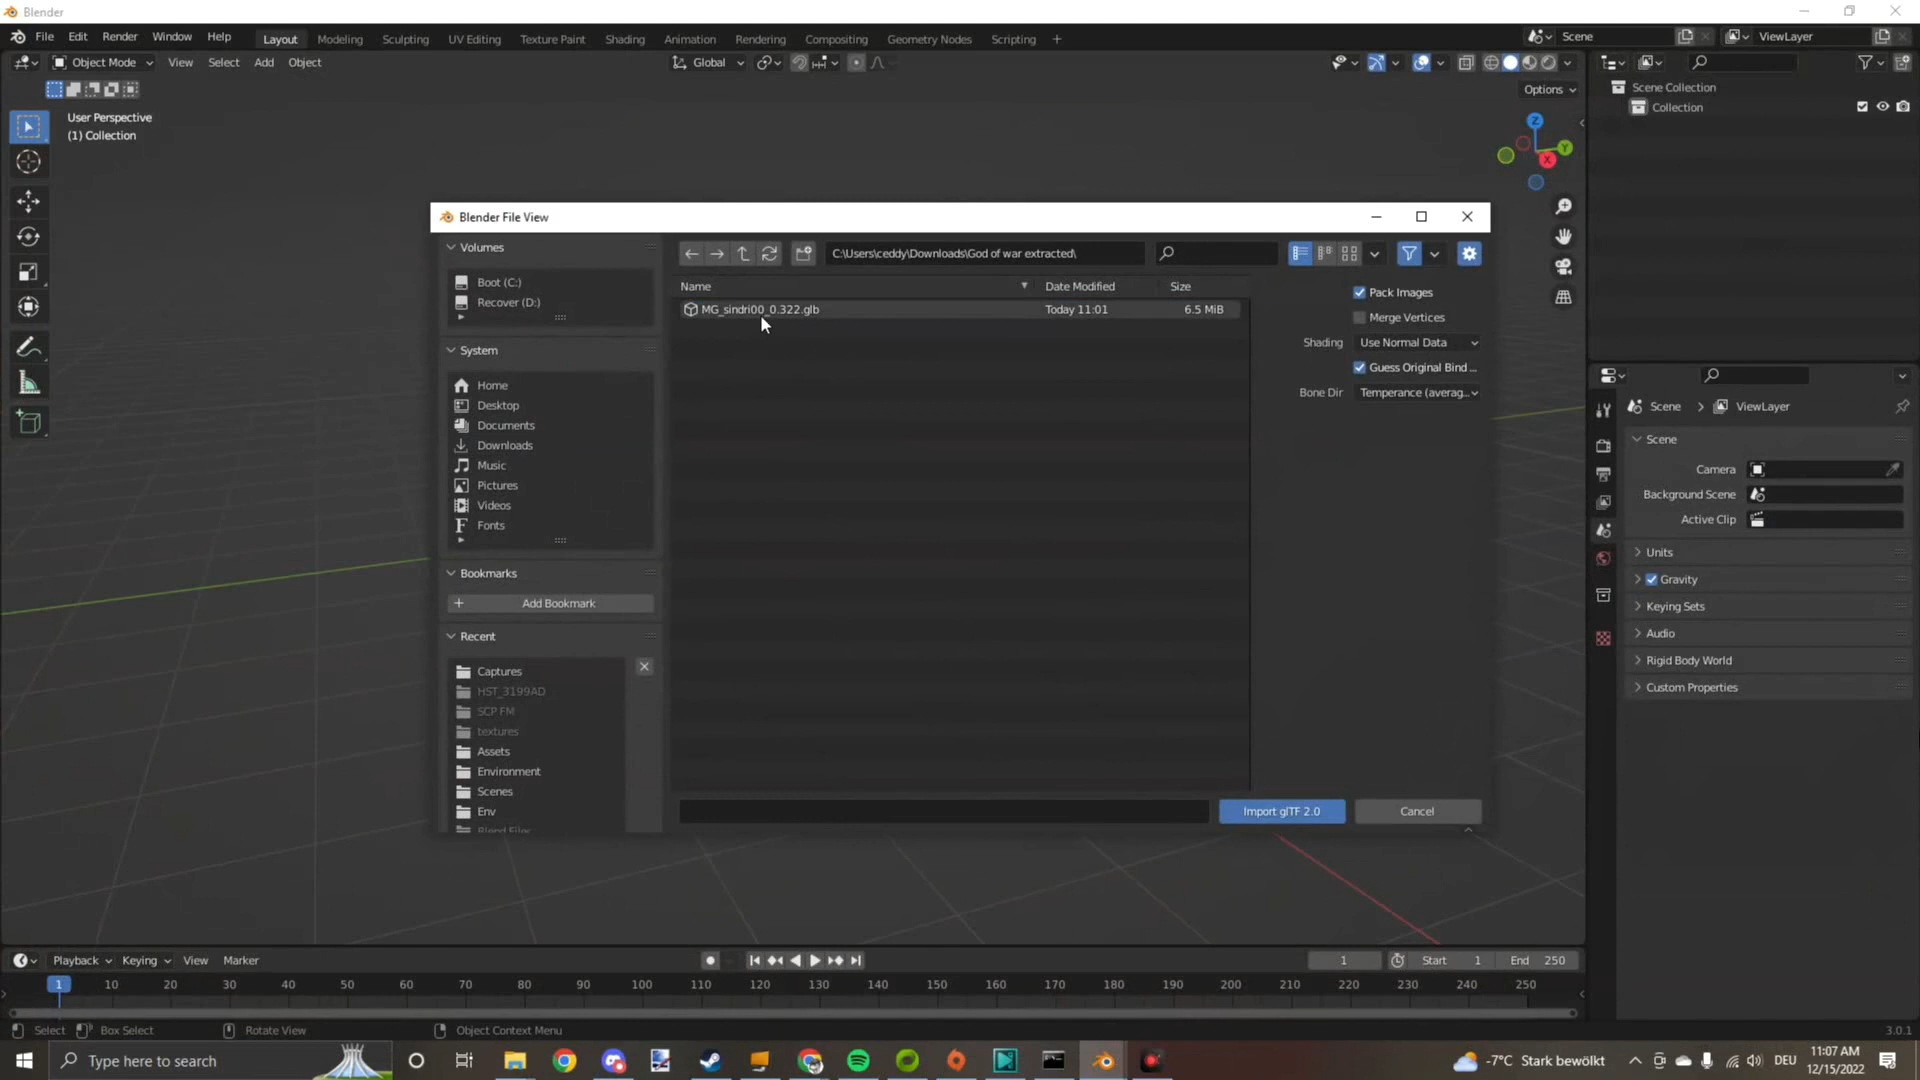 Blender
File Edit Render Window Help Layout Modeling Sculpting UV Editing Texture Paint Shading Animation Rendering Compositing Geometry Nodes Scripting + Scene ViewLayer
Object Mode View Select Add Object Global
Options
User Perspective
(1) Collection
Scene Collection
Collection
Z
Y
X
Blender File View
Volumes
Boot (C:)
Recover (D:)
System
Home
Desktop
Documents
Downloads
Music
Pictures
Videos
Fonts
Bookmarks
Add Bookmark
Recent
Captures
HST_3199AD
SCP FM
textures
Assets
Environment
Scenes
Env
Blend Files
C:\Users\ceddy\Downloads\God of war extracted\
Name Date Modified Size
MG_sindri00_0.322.glb Today 11:01 6.5 MiB
Pack Images
Merge Vertices
Shading Use Normal Data
Guess Original Bind ...
Bone Dir Temperance (averag...
Import glTF 2.0 Cancel
Scene > ViewLayer
Scene
Camera
Background Scene
Active Clip
Units
Gravity
Keying Sets
Audio
Rigid Body World
Custom Properties
Playback Keying View Marker 1 Start 1 End 250
1 10 20 30 40 50 60 70 80 90 100 110 120 130 140 150 160 170 180 190 200 210 220 230 240 250
Select Box Select Rotate View Object Context Menu 3.0.1
Type here to search -7°C Stark bewölkt DEU 11:07 AM
12/15/2022